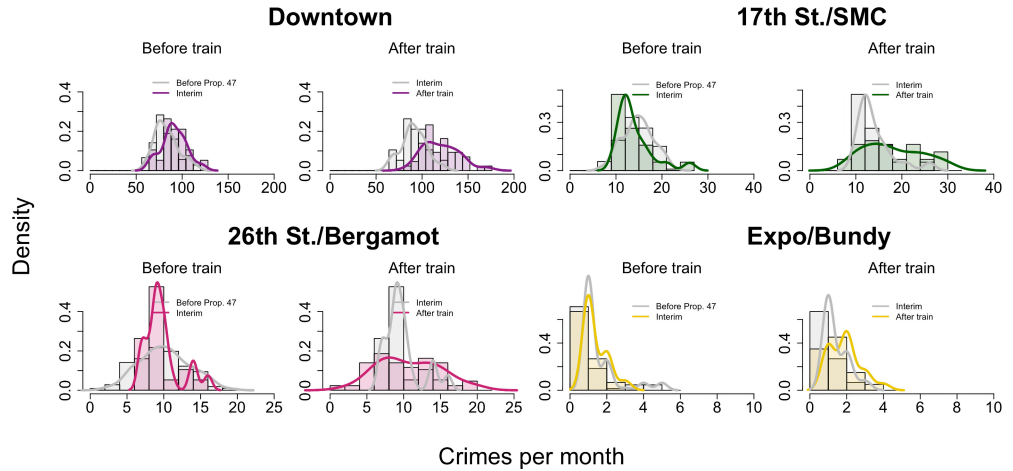 Downtown
17th St./SMC
Before train
After train
Before train
After train
Before Prop. 47
Interim
Interim
After train
Before Prop. 47
Interim
Interim
After train
0.0 0.2 0.4
0.0 0.2 0.4
0.0 0.3
0.0 0.3
0 50 100 150 200
0 50 100 150 200
0 10 20 30 40
0 10 20 30 40
Density
26th St./Bergamot
Expo/Bundy
Before train
After train
Before train
After train
Before Prop. 47
Interim
Interim
After train
Before Prop. 47
Interim
Interim
After train
0.0 0.2 0.4
0.0 0.2 0.4
0.0 0.4
0.0 0.4
0 5 10 15 20 25
0 5 10 15 20 25
0 2 4 6 8 10
0 2 4 6 8 10
Crimes per month